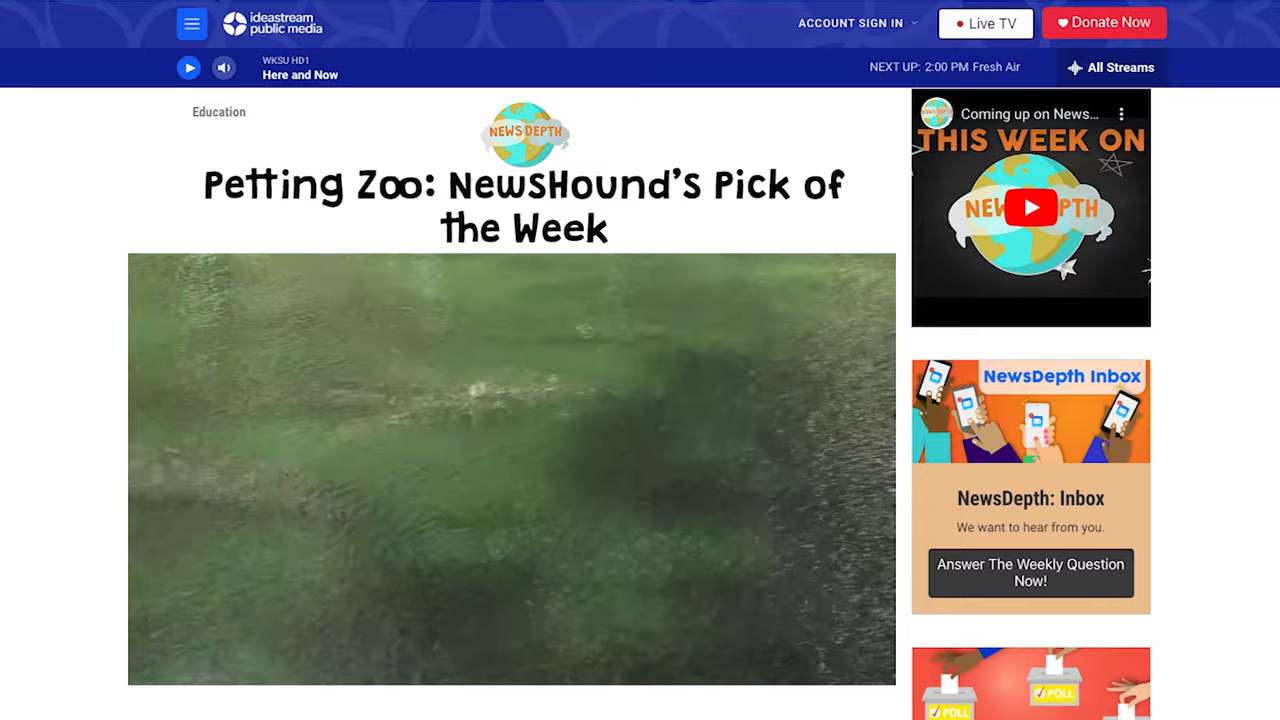 ideastream
public media
ACCOUNT SIGN IN
Live TV
Donate Now
WKSU HD1
Here and Now
NEXT UP: 2:00 PM Fresh Air
All Streams
Education
NEWSDEPTH
Petting Zoo: NewsHound's Pick of
the Week
Coming up on News...
THIS WEEK ON
NewsDepth Inbox
NewsDepth: Inbox
We want to hear from you.
Answer The Weekly Question
Now!
POLL
POLL